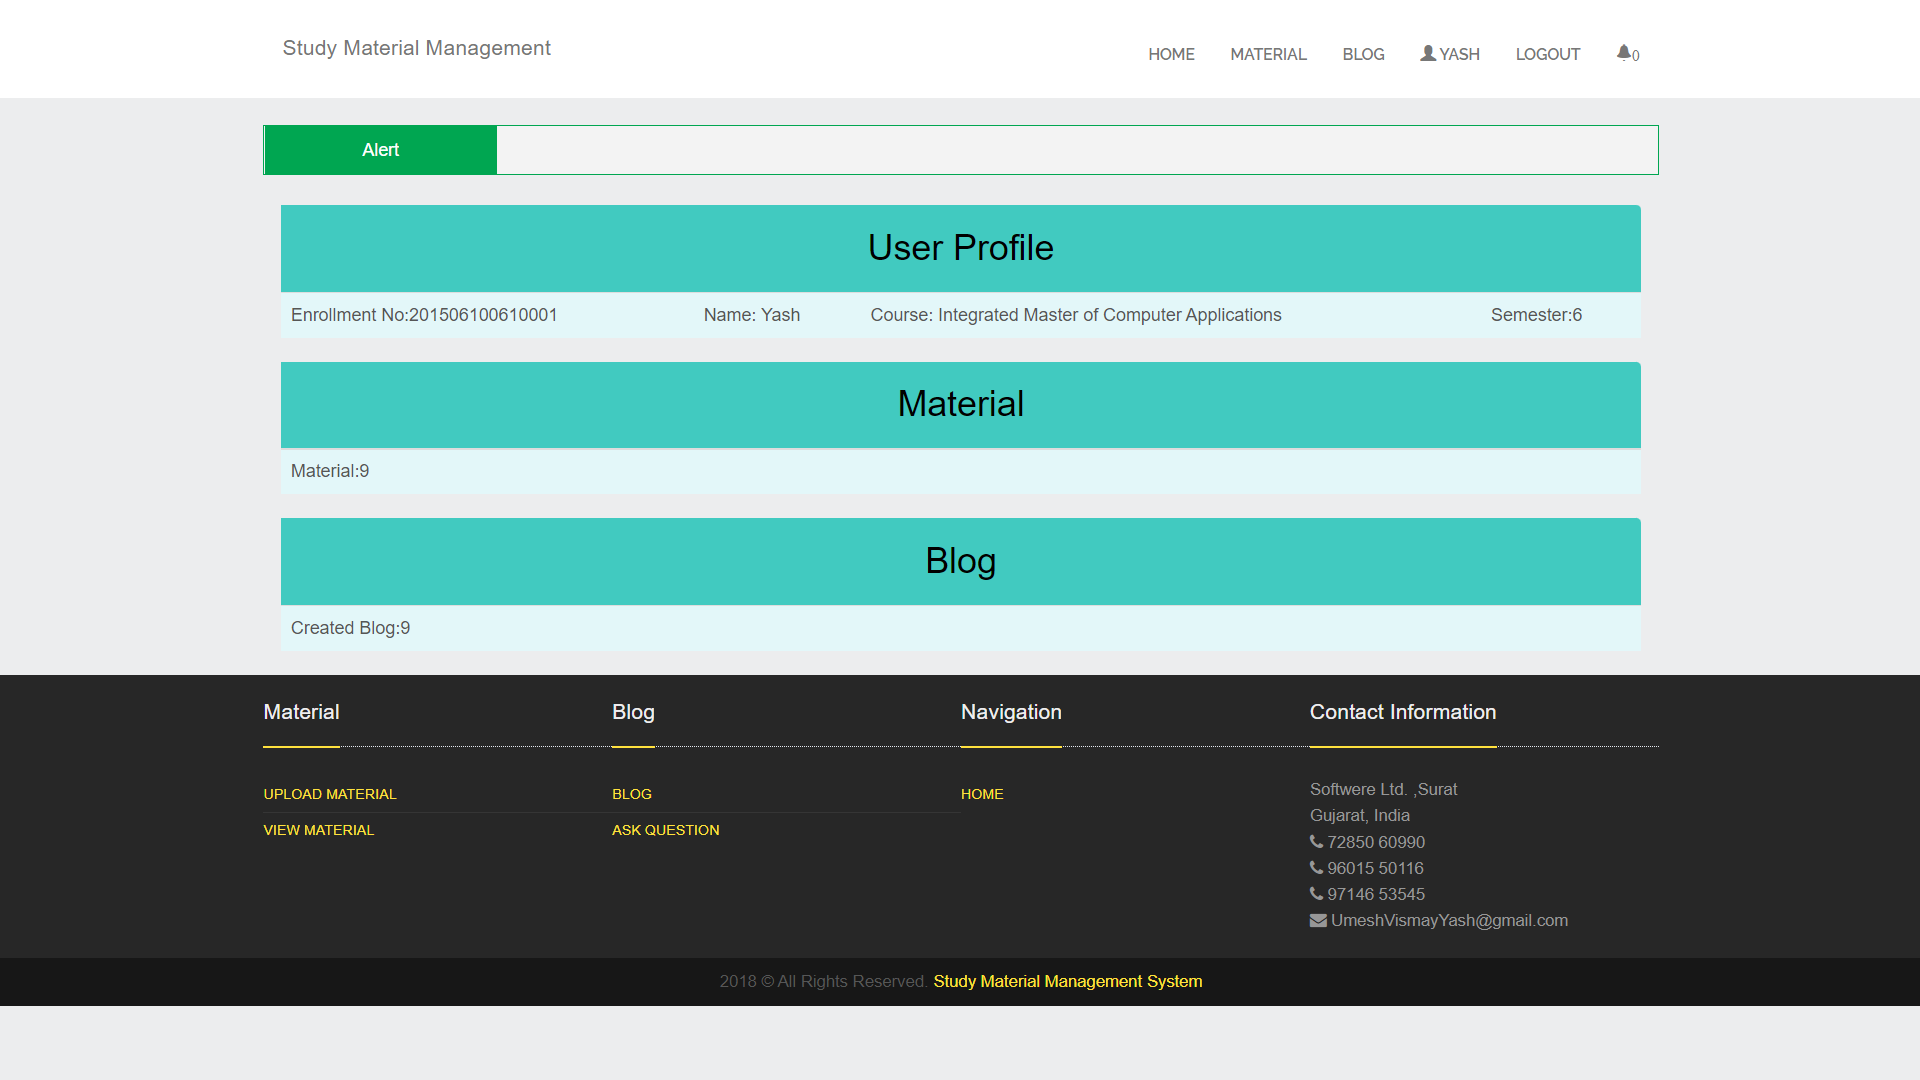 Study Material Management
HOME MATERIAL BLOG YASH LOGOUT 0
Alert
User Profile
Enrollment No:201506100610001 Name: Yash Course: Integrated Master of Computer Applications Semester:6
Material
Material:9
Blog
Created Blog:9
Material Blog Navigation Contact Information
UPLOAD MATERIAL BLOG HOME
VIEW MATERIAL ASK QUESTION
Softwere Ltd. ,Surat
Gujarat, India
72850 60990
96015 50116
97146 53545
UmeshVismayYash@gmail.com
2018 © All Rights Reserved. Study Material Management System